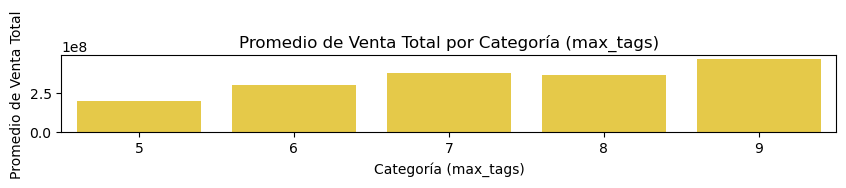 Promedio de Venta Total por Categoría (max_tags)
1e8
Promedio de Venta Total
2.5
0.0
5 6 7 8 9
Categoría (max_tags)